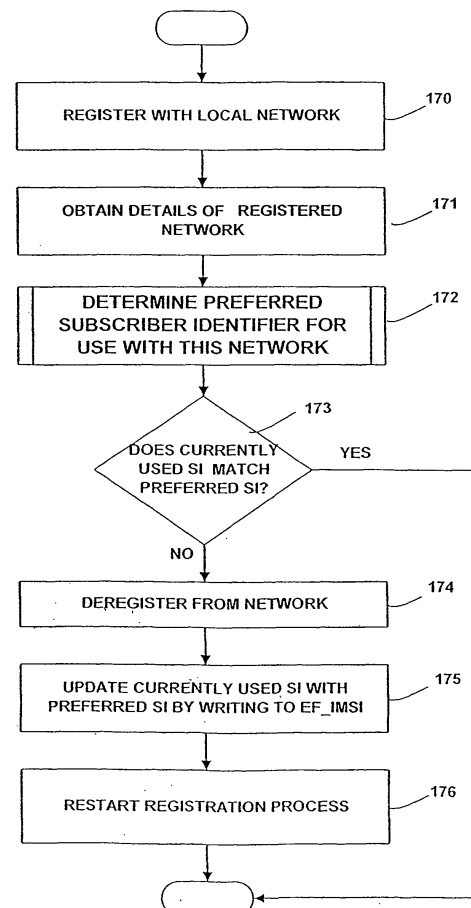 REGISTER WITH LOCAL NETWORK
170
OBTAIN DETAILS OF REGISTERED
NETWORK
171
DETERMINE PREFERRED
SUBSCRIBER IDENTIFIER FOR
USE WITH THIS NETWORK
172
173
DOES CURRENTLY
USED SI MATCH
PREFERRED SI?
YES
NO
DEREGISTER FROM NETWORK
174
UPDATE CURRENTLY USED SI WITH
PREFERRED SI BY WRITING TO EF_IMSI
175
RESTART REGISTRATION PROCESS
176